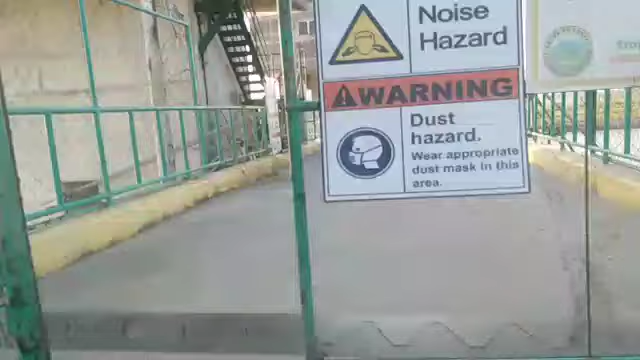 Noise
Hazard
WARNING
Dust
hazard.
Wear appropriate
dust mask in this
area.